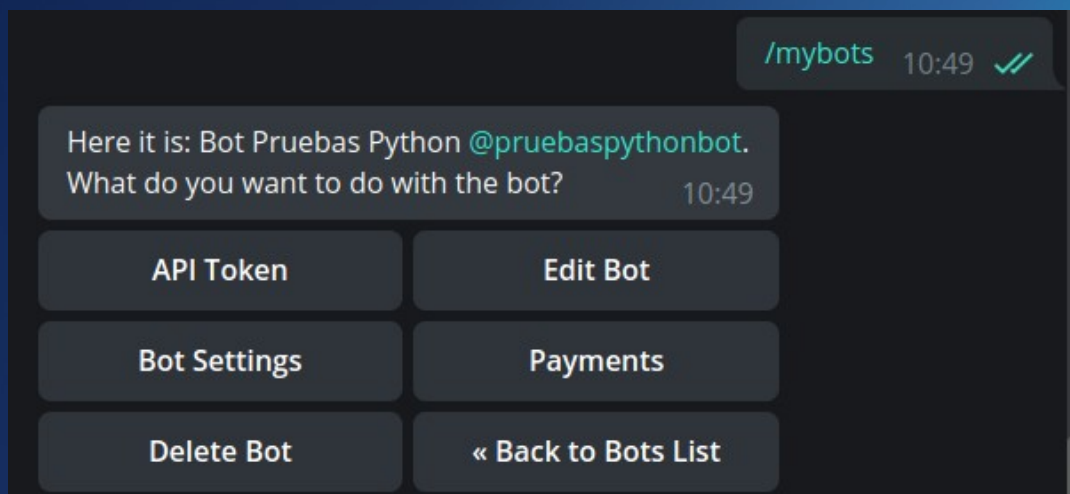 /mybots 10:49
Here it is: Bot Pruebas Python @pruebaspythonbot.
What do you want to do with the bot? 10:49
API Token Edit Bot
Bot Settings Payments
Delete Bot « Back to Bots List